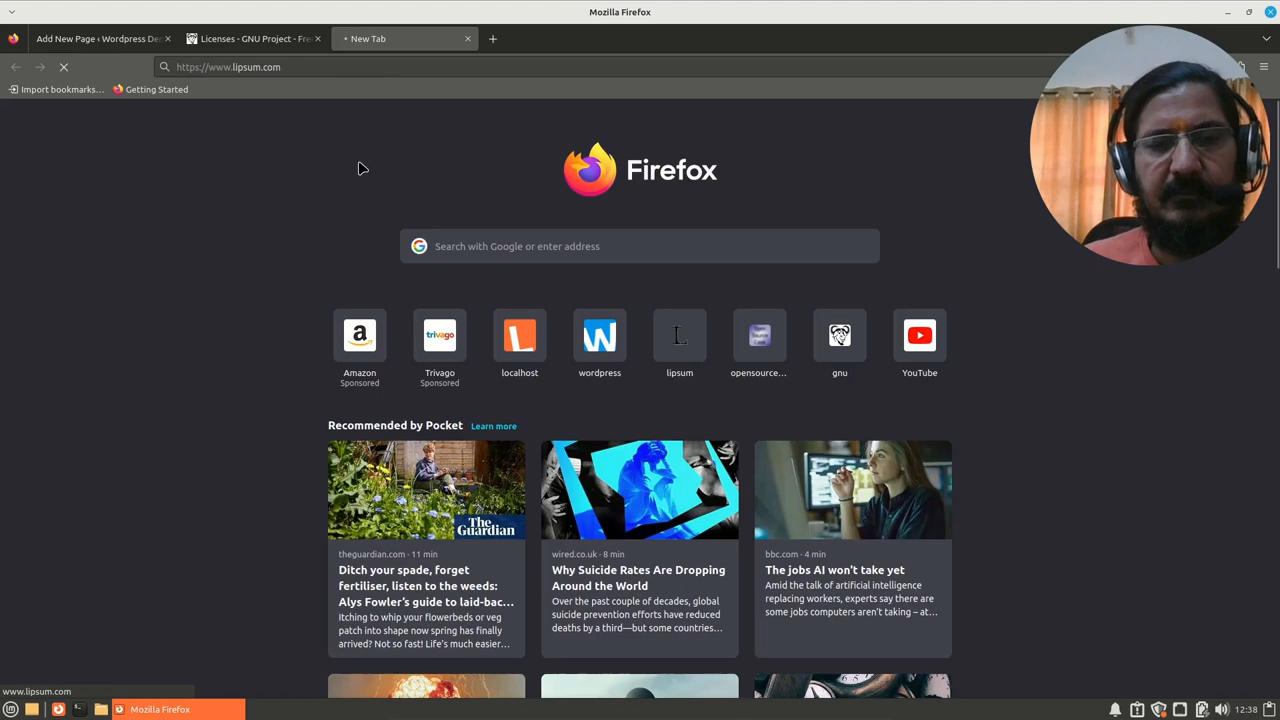 Mozilla Firefox
Add New Page ‹ Wordpress De
Licenses - GNU Project - Fre
New Tab
https://www.lipsum.com
Import bookmarks...
Getting Started
Firefox
Search with Google or enter address
Amazon
Sponsored
Trivago
Sponsored
localhost
wordpress
lipsum
opensource...
gnu
YouTube
trivago
Recommended by Pocket
Learn more
The
Guardian
theguardian.com · 11 min
Ditch your spade, forget
fertiliser, listen to the weeds:
Alys Fowler's guide to laid-bac...
Itching to whip your flowerbeds or veg
patch into shape now spring has finally
arrived? Not so fast! Life's much easier...
wired.co.uk · 8 min
Why Suicide Rates Are Dropping
Around the World
Over the past couple of decades, global
suicide prevention efforts have reduced
deaths by a third—but some countries...
bbc.com · 4 min
The jobs AI won't take yet
Amid the talk of artificial intelligence
replacing workers, experts say there are
some jobs computers aren't taking – at...
www.lipsum.com
Mozilla Firefox
12:38